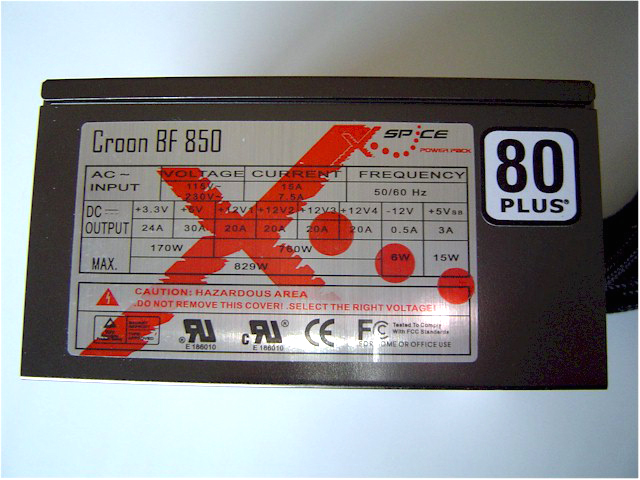 Croon BF 850
X-SPICE
POWER PACK
80
PLUS®
AC ~ INPUT VOLTAGE CURRENT FREQUENCY
115V~ 15A 50/60 Hz
230V~ 7.5A
DC OUTPUT +3.3V +5V +12V1 +12V2 +12V3 +12V4 -12V +5VSB
24A 30A 20A 20A 20A 20A 0.5A 3A
MAX. 170W 760W 6W 15W
829W
CAUTION: HAZARDOUS AREA
DO NOT REMOVE THIS COVER! .SELECT THE RIGHT VOLTAGE!
E 186010
E 186010
CE
FC
Tested To Comply
With FCC Standards
FOR HOME OR OFFICE USE